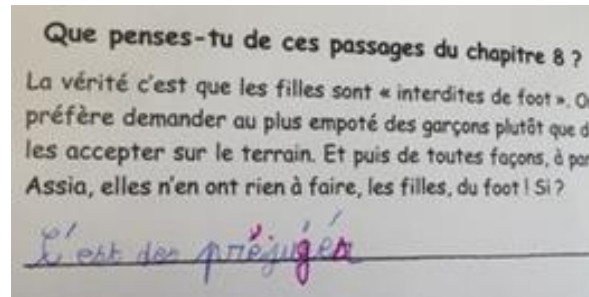 Que penses-tu de ces passages du chapitre 8 ?
La vérité c'est que les filles sont « interdites de foot ». O
préfère demander au plus empoté des garçons plutôt que d
les accepter sur le terrain. Et puis de toutes façons, à par
Assia, elles n'en ont rien à faire, les filles, du foot ! Si ?
C'est des préjugés